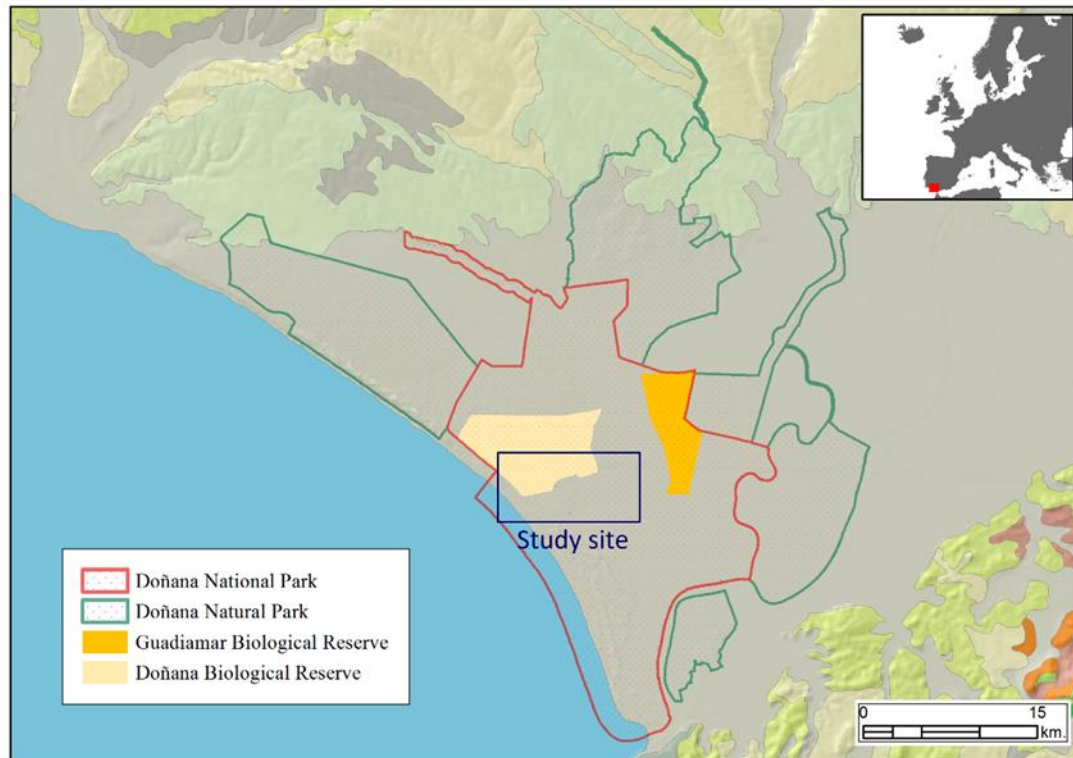 Study site
Doñana National Park
Doñana Natural Park
Guadiamar Biological Reserve
Doñana Biological Reserve
0 15
km.